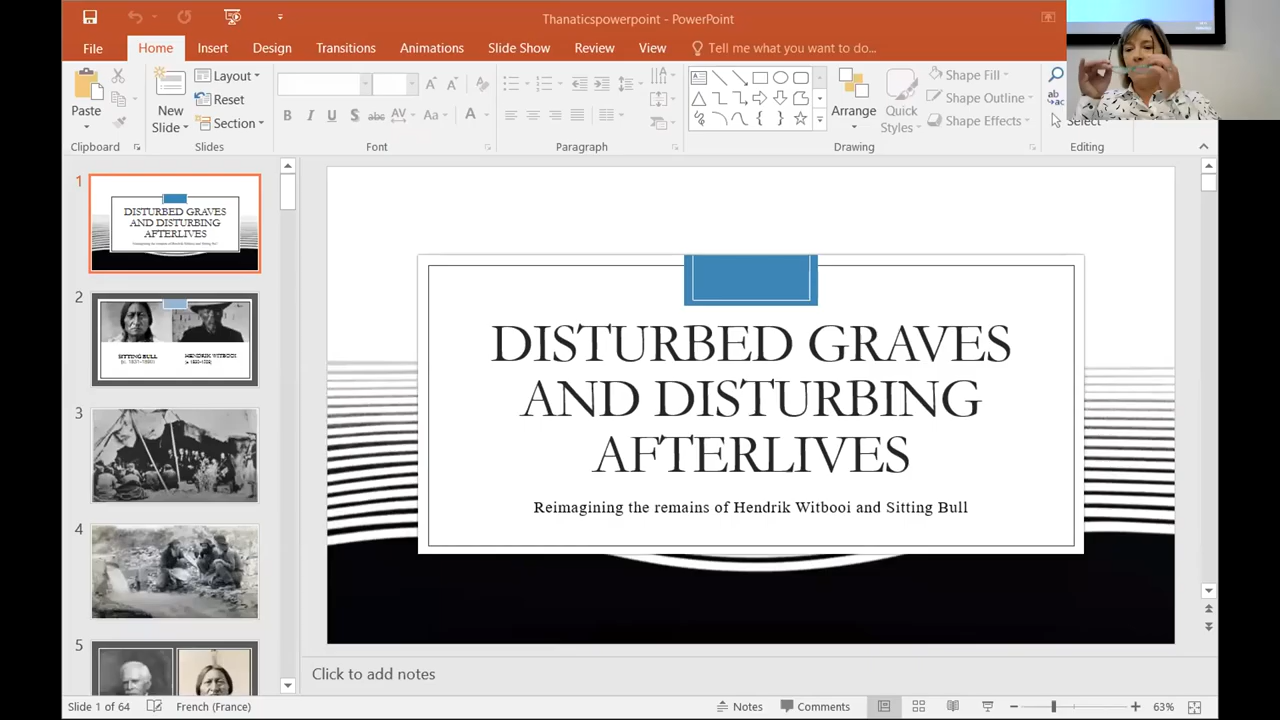 Thanaticspowerpoint - PowerPoint
File Home Insert Design Transitions Animations Slide Show Review View Tell me what you want to do...
Paste
New Slide
Layout
Reset
Section
B I U S abc AV Aa A
Arrange
Quick Styles
Shape Fill
Shape Outline
Shape Effects
Select
Clipboard Slides Font Paragraph Drawing Editing
1
DISTURBED GRAVES
AND DISTURBING
AFTERLIVES
2
SITTING BULL
HENDRIK WITBOOI
3
4
5
DISTURBED GRAVES
AND DISTURBING
AFTERLIVES
Reimagining the remains of Hendrik Witbooi and Sitting Bull
Click to add notes
Slide 1 of 64 French (France) Notes Comments 63%